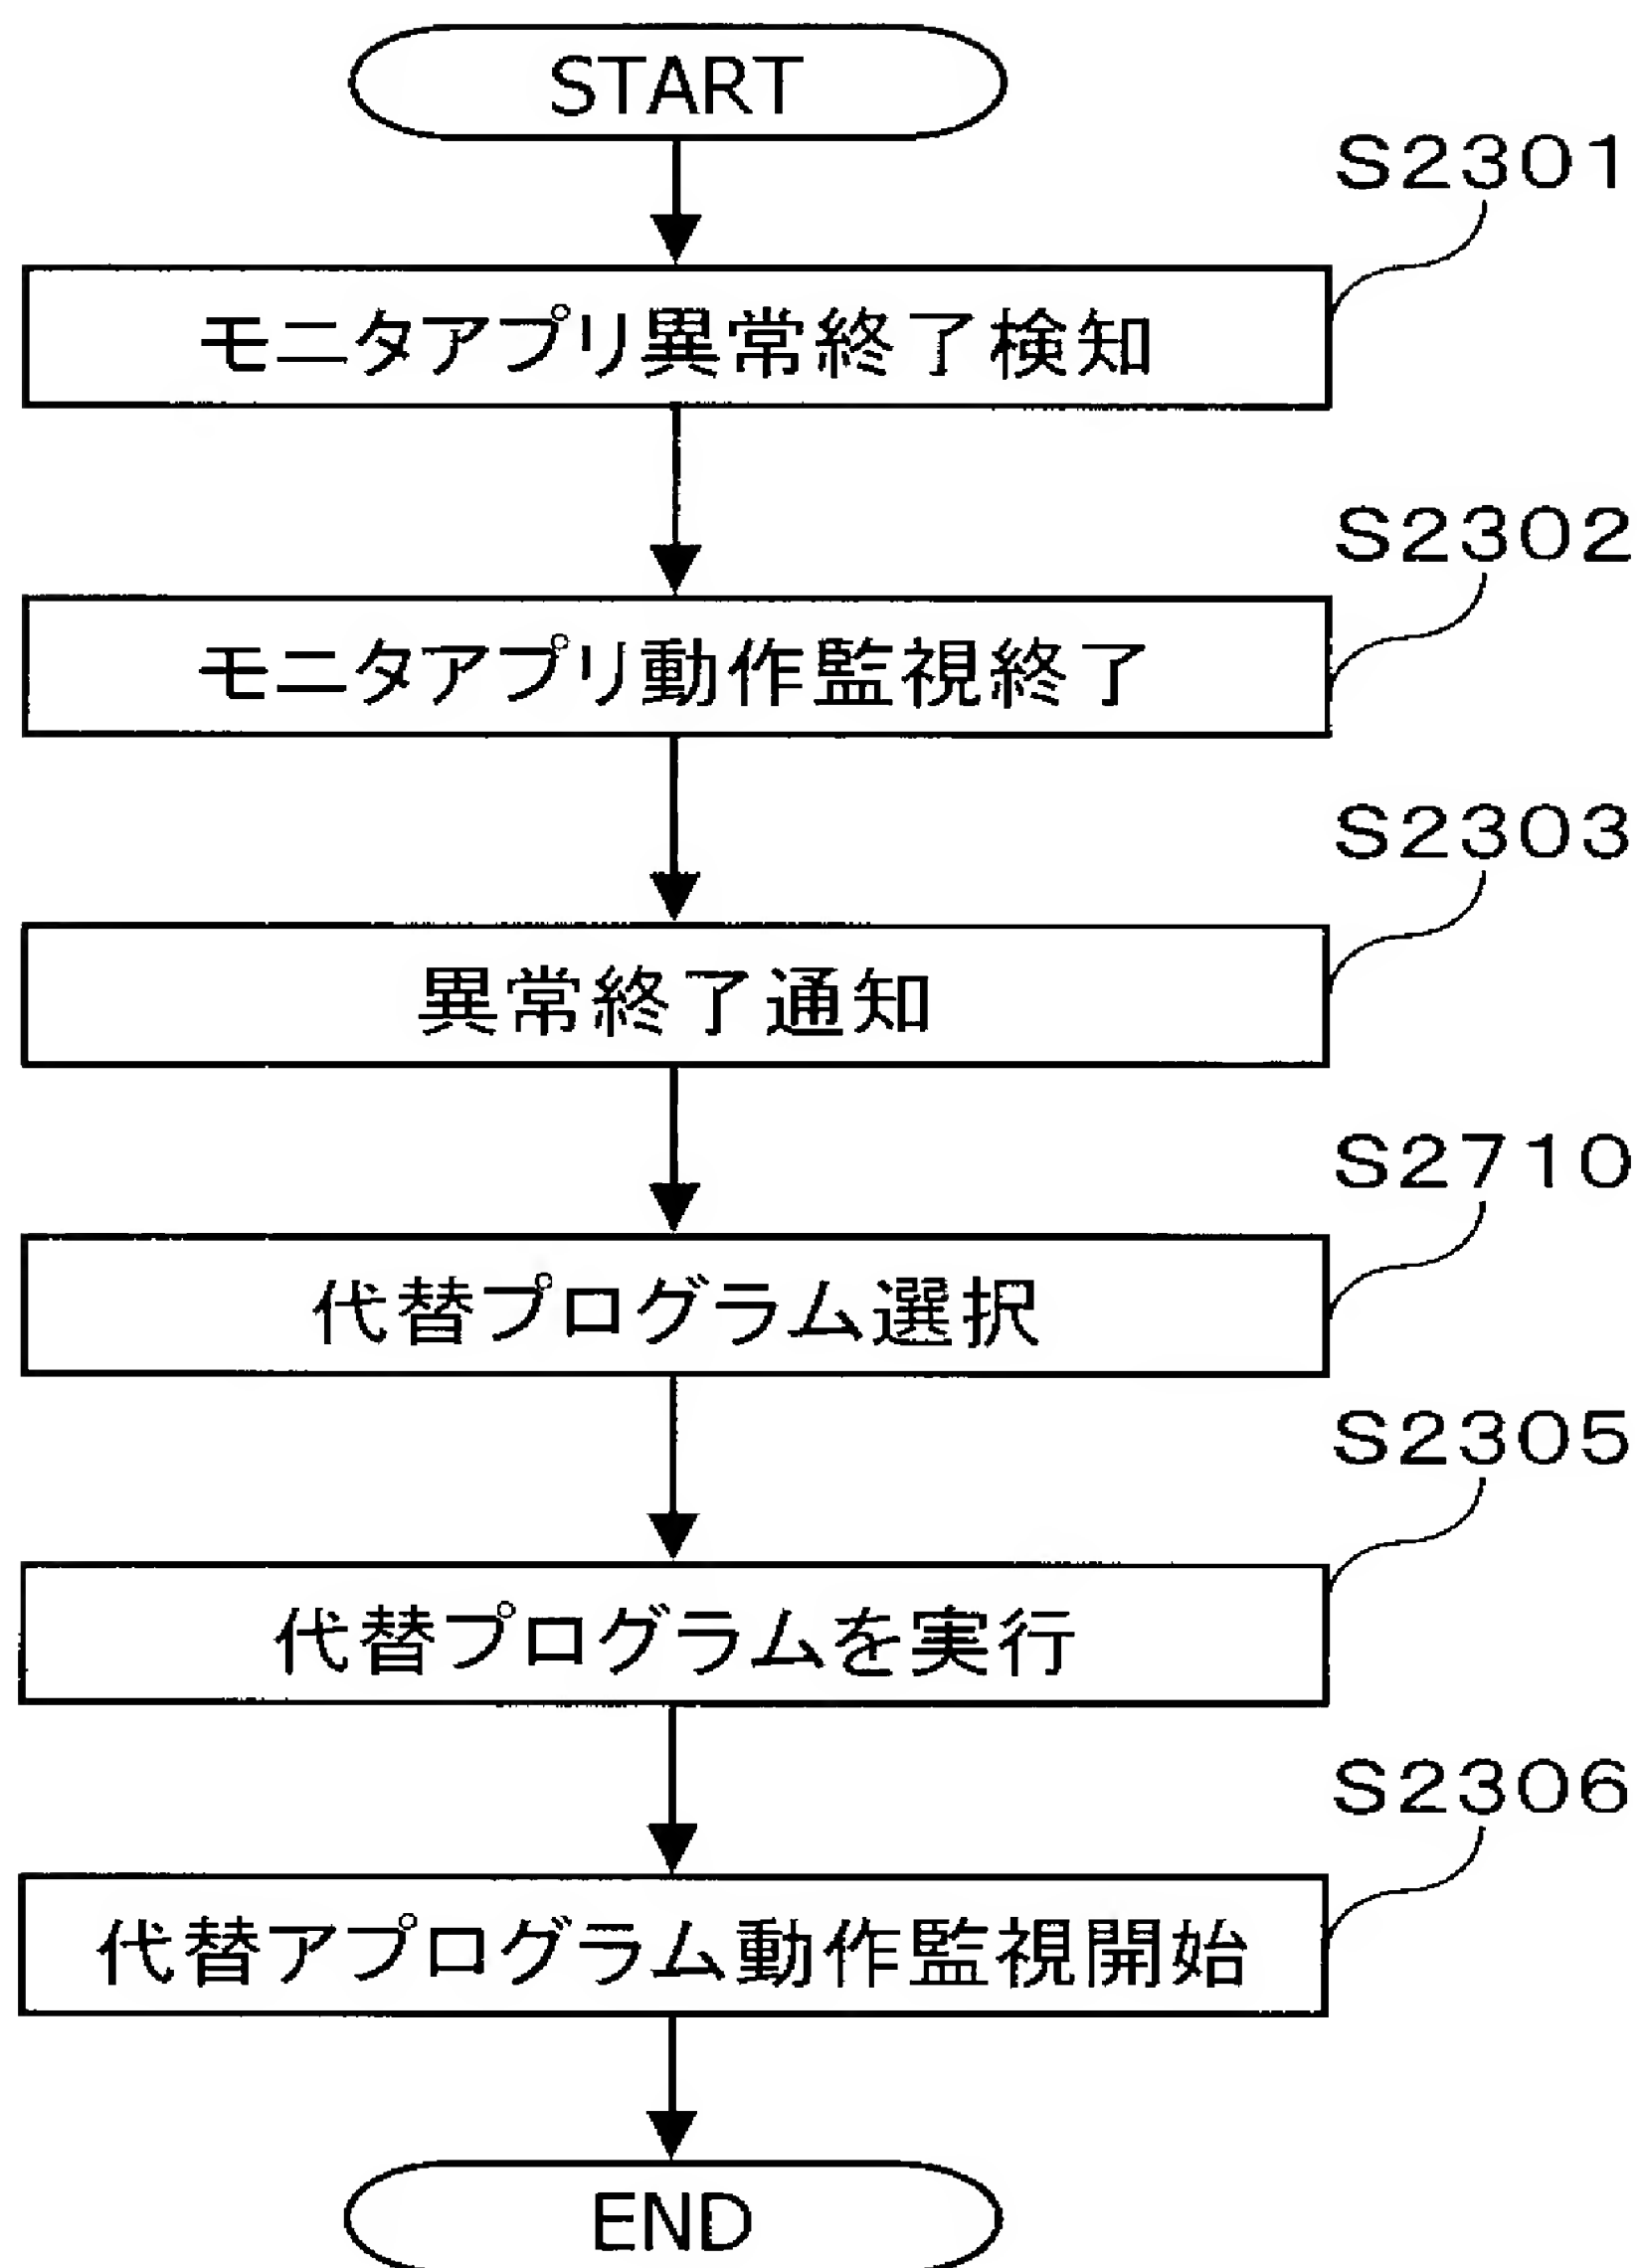 START
S2301
モニタアプリ異常終了検知
S2302
モニタアプリ動作監視終了
S2303
異常終了通知
S2710
代替プログラム選択
S2305
代替プログラムを実行
S2306
代替アプログラム動作監視開始
END